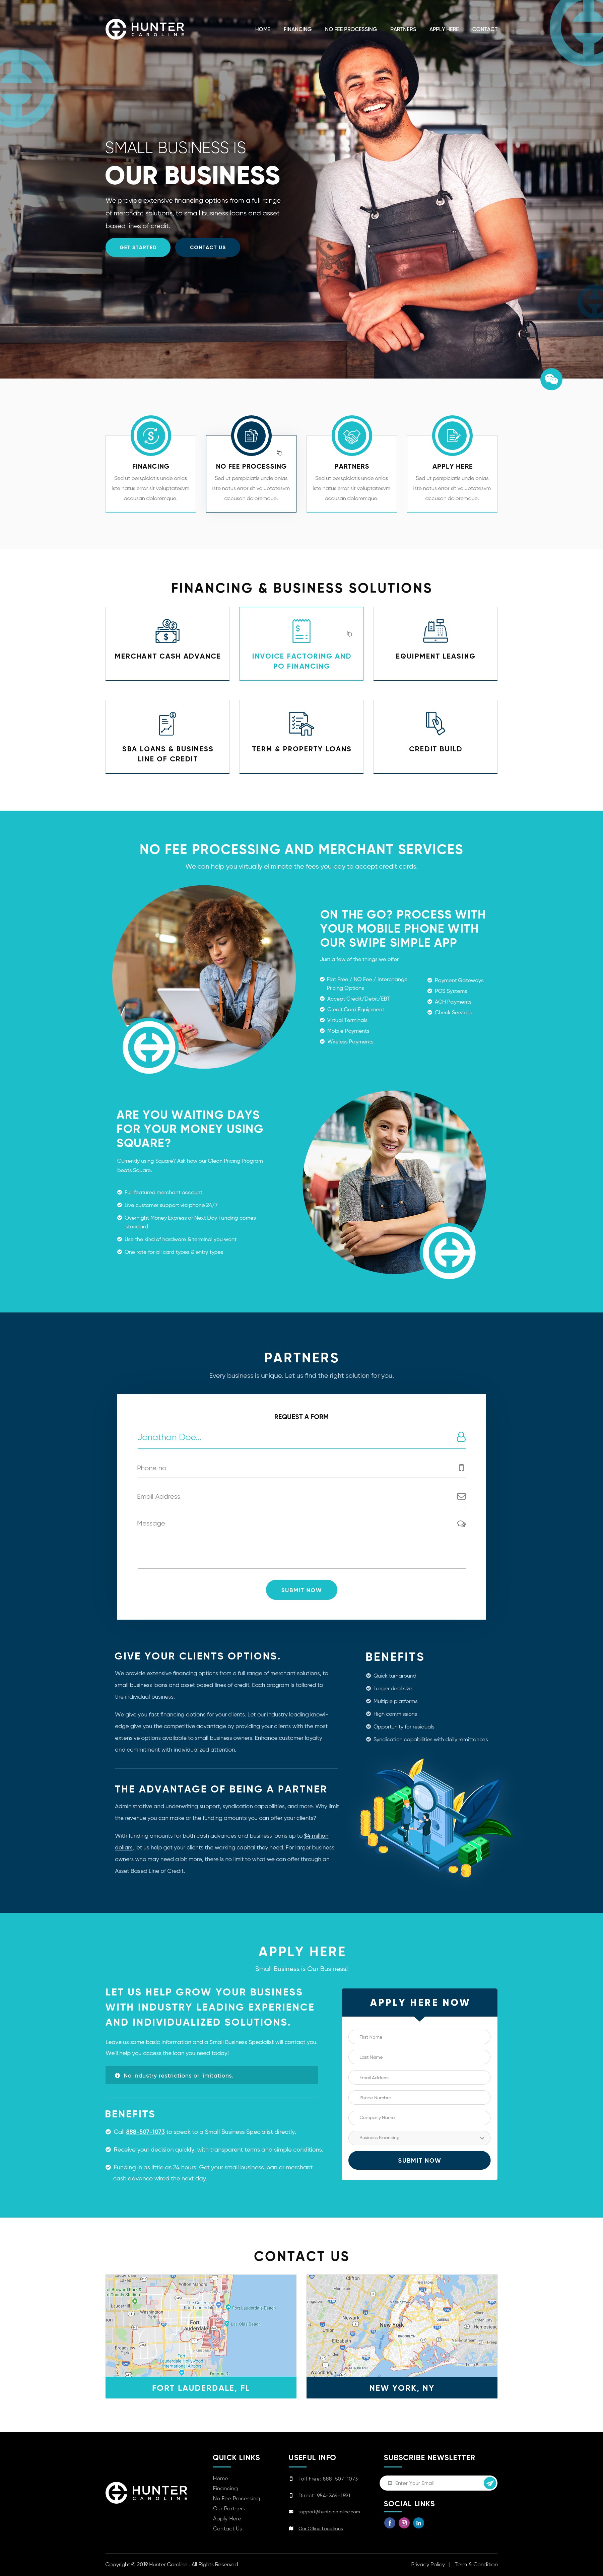 HUNTER
CAROLINE
HOME FINANCING NO FEE PROCESSING PARTNERS APPLY HERE CONTACT
SMALL BUSINESS IS
OUR BUSINESS
We provide extensive financing options from a full range
of merchant solutions, to small business loans and asset
based lines of credit.
GET STARTED CONTACT US
FINANCING
Sed ut perspiciatis unde onias
iste natus error sit voluptatesvm
accusan doloremque.
NO FEE PROCESSING
Sed ut perspiciatis unde onias
iste natus error sit voluptatesvm
accusan doloremque.
PARTNERS
Sed ut perspiciatis unde onias
iste natus error sit voluptatesvm
accusan doloremque.
APPLY HERE
Sed ut perspiciatis unde onias
iste natus error sit voluptatesvm
accusan doloremque.
FINANCING & BUSINESS SOLUTIONS
MERCHANT CASH ADVANCE
INVOICE FACTORING AND
PO FINANCING
EQUIPMENT LEASING
SBA LOANS & BUSINESS
LINE OF CREDIT
TERM & PROPERTY LOANS
CREDIT BUILD
NO FEE PROCESSING AND MERCHANT SERVICES
We can help you virtually eliminate the fees you pay to accept credit cards.
ON THE GO? PROCESS WITH
YOUR MOBILE PHONE WITH
OUR SWIPE SIMPLE APP
Just a few of the things we offer
Flat Free / NO Fee / Interchange
Pricing Options
Accept Credit/Debit/EBT
Credit Card Equipment
Virtual Terminals
Mobile Payments
Wireless Payments
Payment Gateways
POS Systems
ACH Payments
Check Services
ARE YOU WAITING DAYS
FOR YOUR MONEY USING
SQUARE?
Currently using Square? Ask how our Clean Pricing Program
beats Square.
Full featured merchant account
Live customer support via phone 24/7
Overnight Money Express or Next Day Funding comes
standard
Use the kind of hardware & terminal you want
One rate for all card types & entry types
PARTNERS
Every business is unique. Let us find the right solution for you.
REQUEST A FORM
Jonathan Doe...
Phone no
Email Address
Message
SUBMIT NOW
GIVE YOUR CLIENTS OPTIONS.
We provide extensive financing options from a full range of merchant solutions, to
small business loans and asset based lines of credit. Each program is tailored to
the individual business.
We give you fast financing options for your clients. Let our industry leading knowl-
edge give you the competitive advantage by providing your clients with the most
extensive options available to small business owners. Enhance customer loyalty
and commitment with individualized attention.
THE ADVANTAGE OF BEING A PARTNER
Administrative and underwriting support, syndication capabilities, and more. Why limit
the revenue you can make or the funding amounts you can offer your clients?
With funding amounts for both cash advances and business loans up to $4 million
dollars, let us help get your clients the working capital they need. For larger business
owners who may need a bit more, there is no limit to what we can offer through an
Asset Based Line of Credit.
BENEFITS
Quick turnaround
Larger deal size
Multiple platforms
High commissions
Opportunity for residuals
Syndication capabilities with daily remittances
APPLY HERE
Small Business is Our Business!
LET US HELP GROW YOUR BUSINESS
WITH INDUSTRY LEADING EXPERIENCE
AND INDIVIDUALIZED SOLUTIONS.
Leave us some basic information and a Small Business Specialist will contact you.
We'll help you access the loan you need today!
No industry restrictions or limitations.
BENEFITS
Call 888-507-1073 to speak to a Small Business Specialist directly.
Receive your decision quickly, with transparent terms and simple conditions.
Funding in as little as 24 hours. Get your small business loan or merchant
cash advance wired the next day.
APPLY HERE NOW
First Name
Last Name
Email Address
Phone Number
Company Name
Business Financing
SUBMIT NOW
CONTACT US
Fort
Lauderdale
FORT LAUDERDALE, FL
Newark
New York
NEW YORK, NY
HUNTER
CAROLINE
QUICK LINKS
Home
Financing
No Fee Processing
Our Partners
Apply Here
Contact Us
USEFUL INFO
Toll Free: 888-507-1073
Direct: 954-369-1591
support@huntercaroline.com
Our Office Locations
SUBSCRIBE NEWSLETTER
Enter Your Email
SOCIAL LINKS
Copyright © 2019 Hunter Caroline . All Rights Reserved
Privacy Policy | Term & Condition